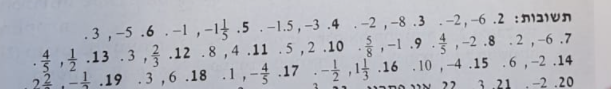 תשובות: 2. -6, -2. 3. -8, -2. 4. -3, -1.5. 5. -1 1/5, -1. 6. -5, 3.
7. -6, 2. 8. -2, 4/5. 9. -1, 5/8. 10. 2, 5. 11. 4, 8. 12. 2/3, 3. 13. 1/2, 4/5.
14. -2, 6. 15. -4, 10. 16. 1 1/3, -1/2. 17. -4/5, 1. 18. 6, 3. 19. -1/2,
20. -2. 21. 3